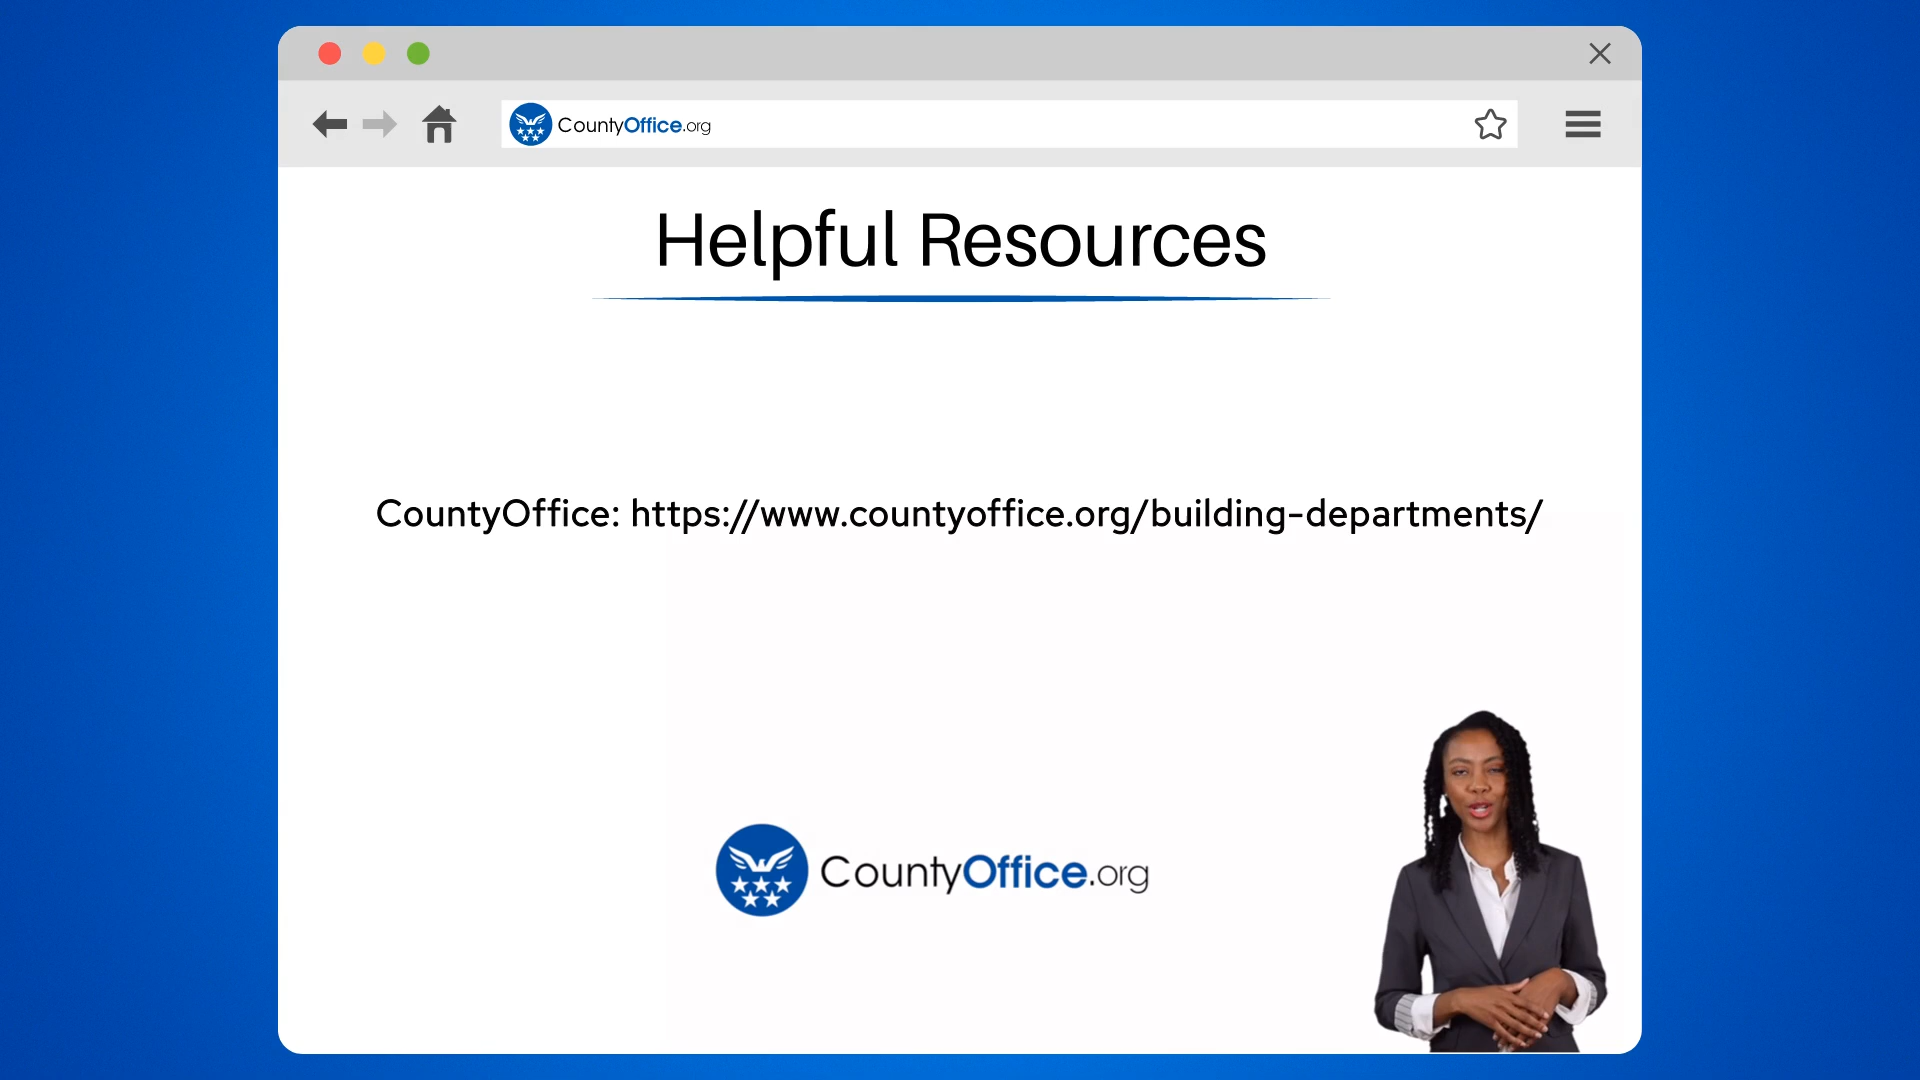 CountyOffice.org
Helpful Resources
CountyOffice: https://www.countyoffice.org/building-departments/
CountyOffice.org